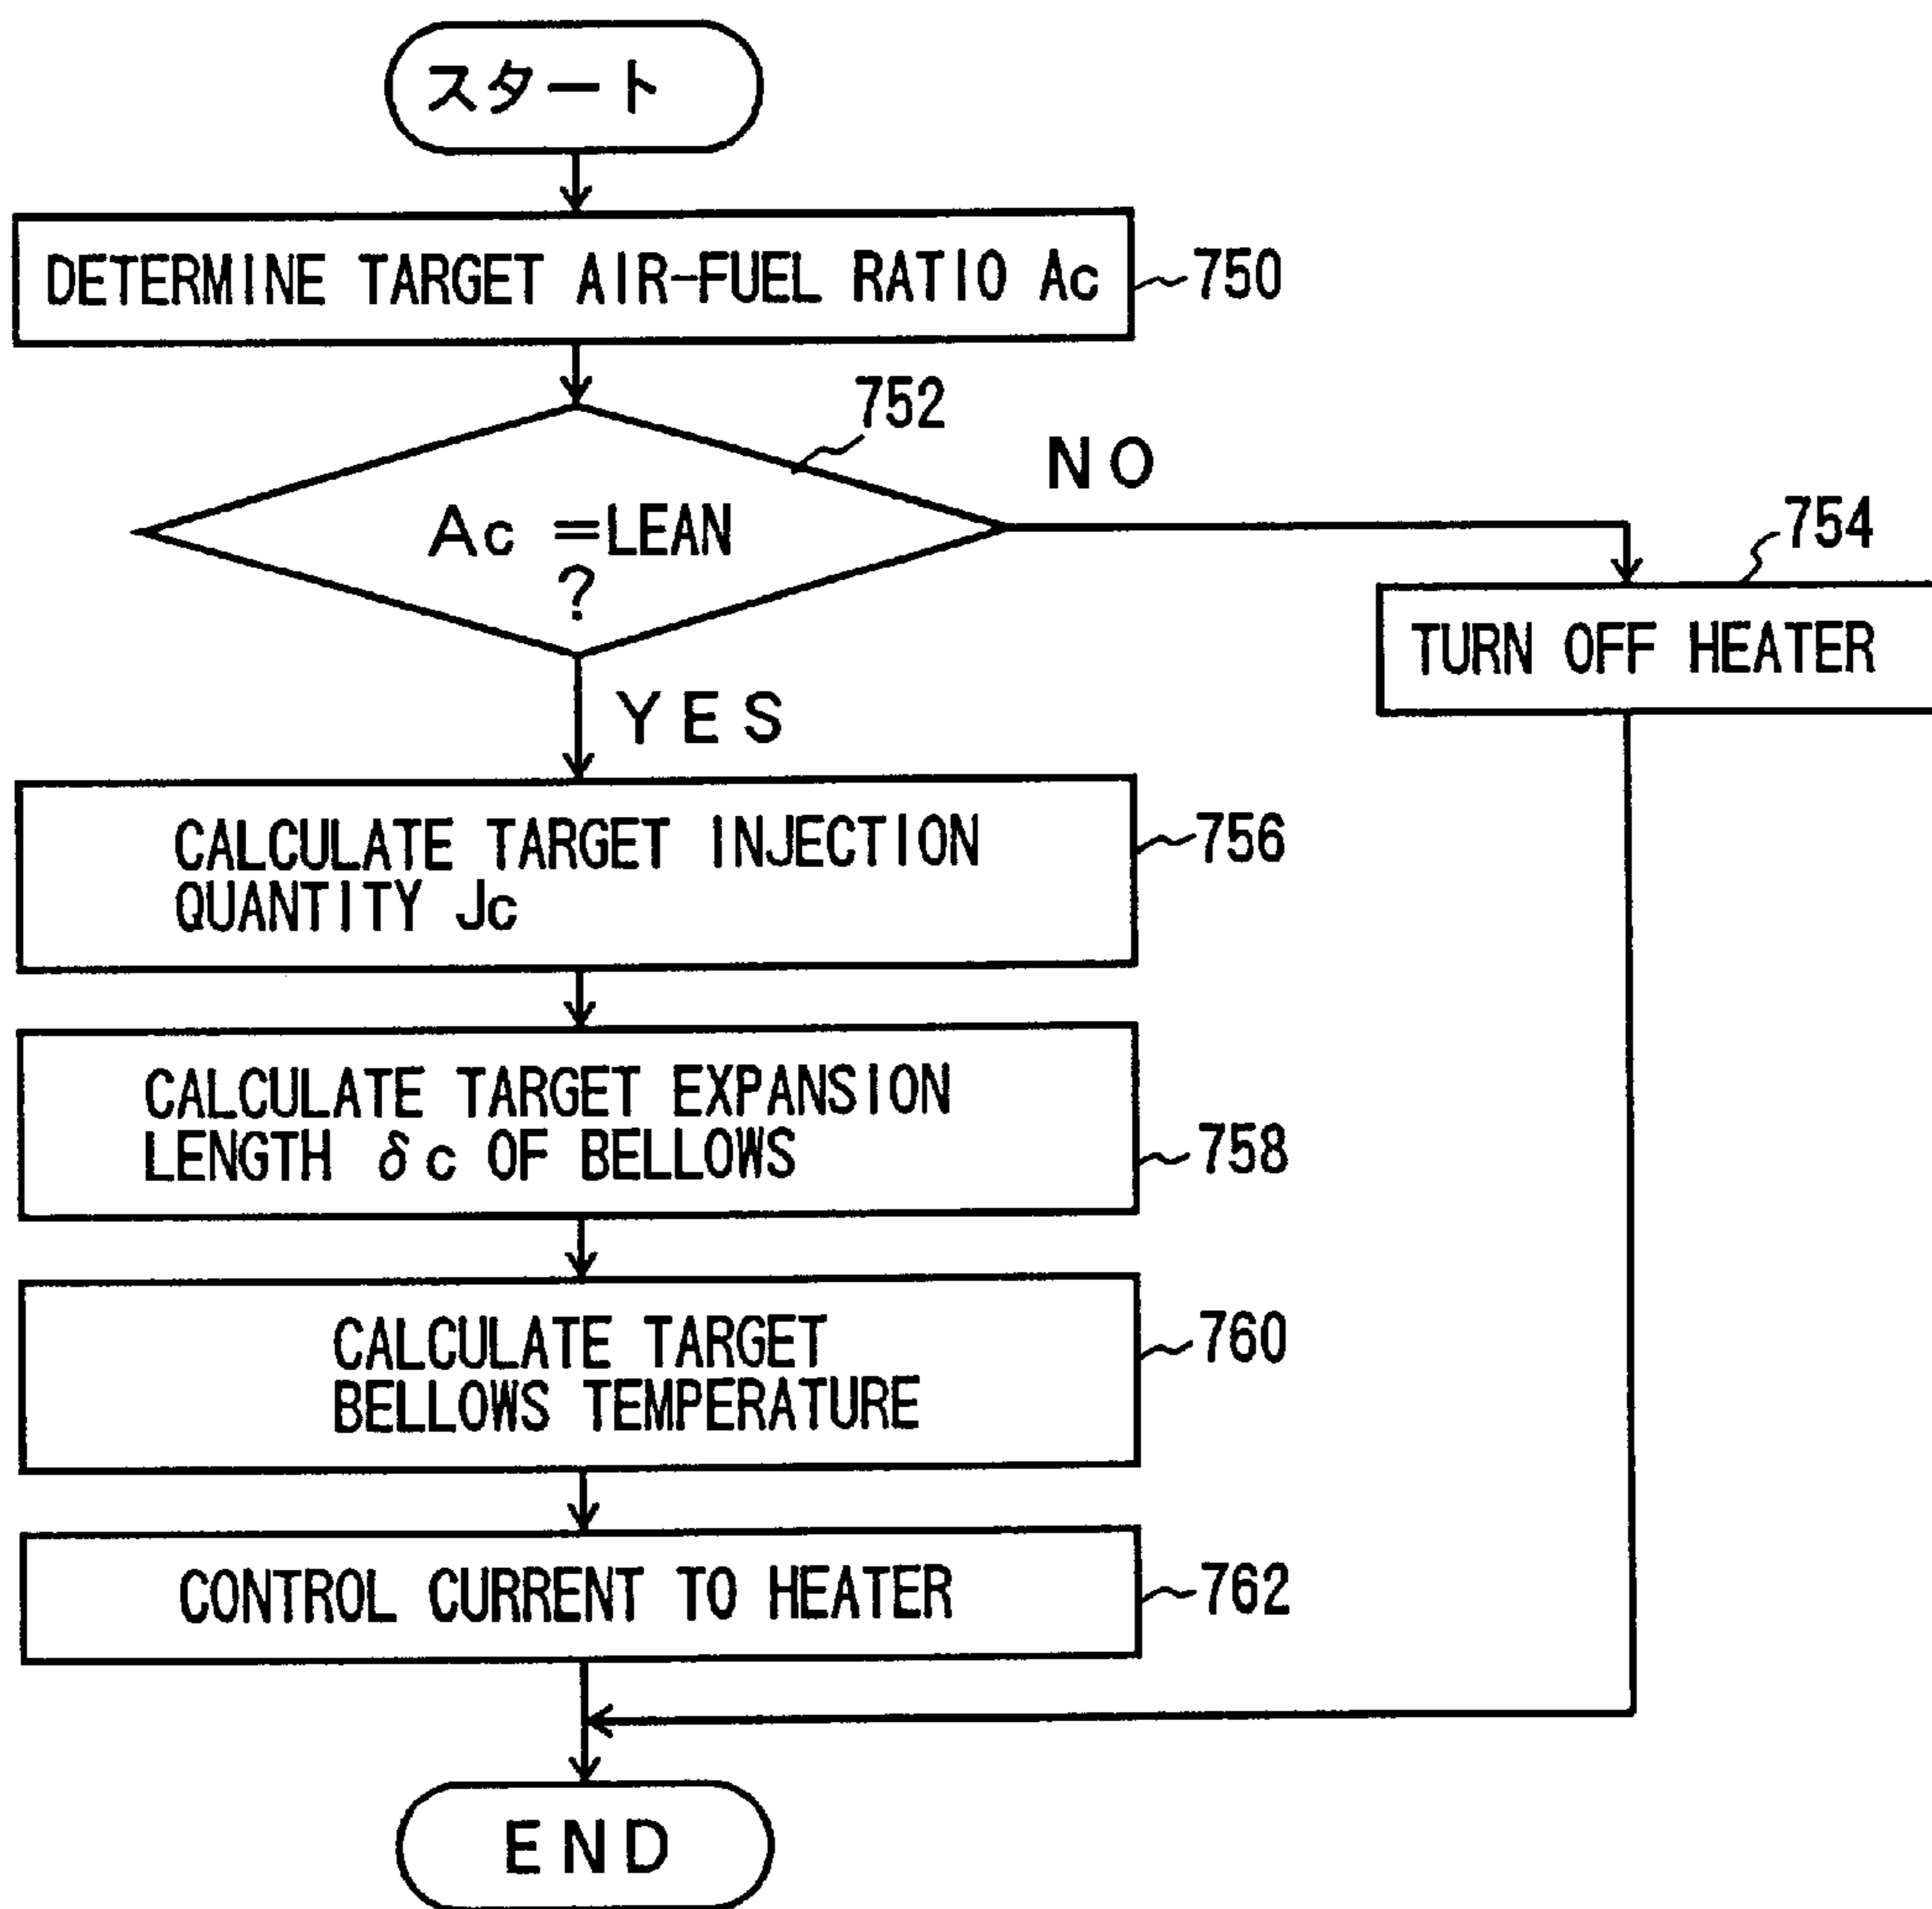 スタート
DETERMINE TARGET AIR-FUEL RATIO Ac
750
752
NO
Ac =LEAN
?
754
TURN OFF HEATER
YES
CALCULATE TARGET INJECTION
QUANTITY Jc
756
CALCULATE TARGET EXPANSION
LENGTH δc OF BELLOWS
758
CALCULATE TARGET
BELLOWS TEMPERATURE
760
CONTROL CURRENT TO HEATER
762
END